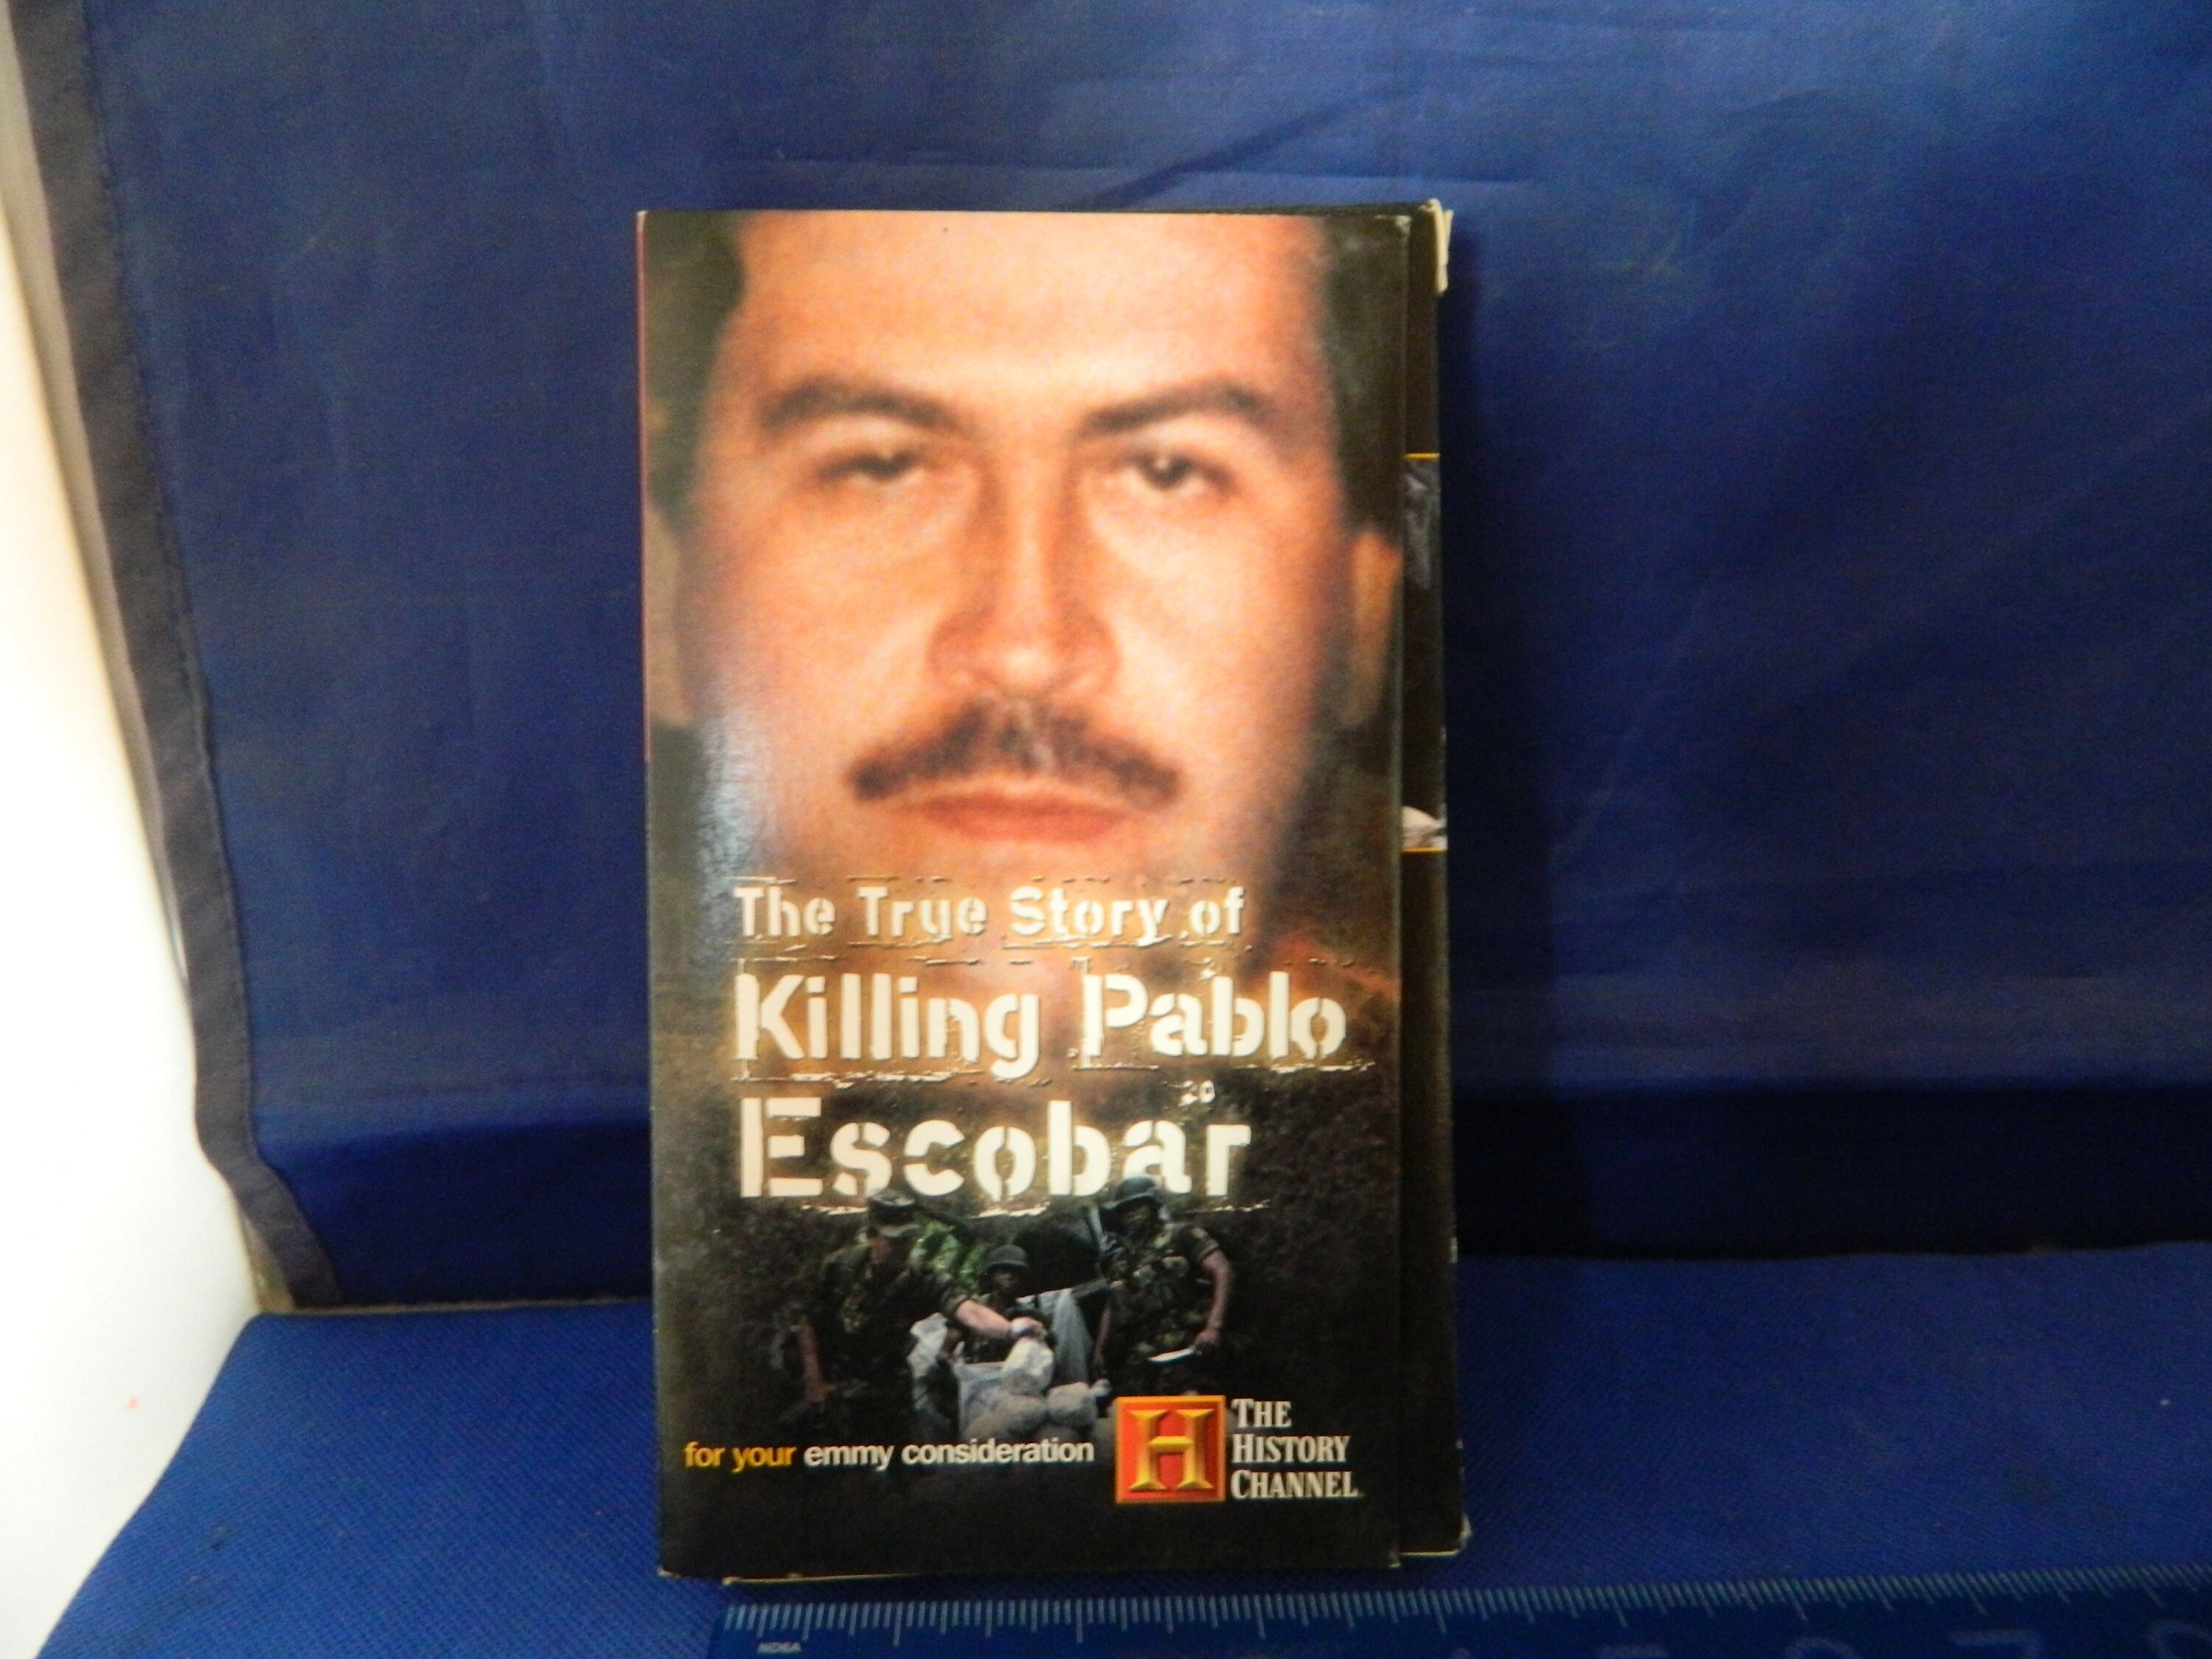 The True Story of
Killing Pablo
Escobar
for your emmy consideration
H
THE
HISTORY
CHANNEL